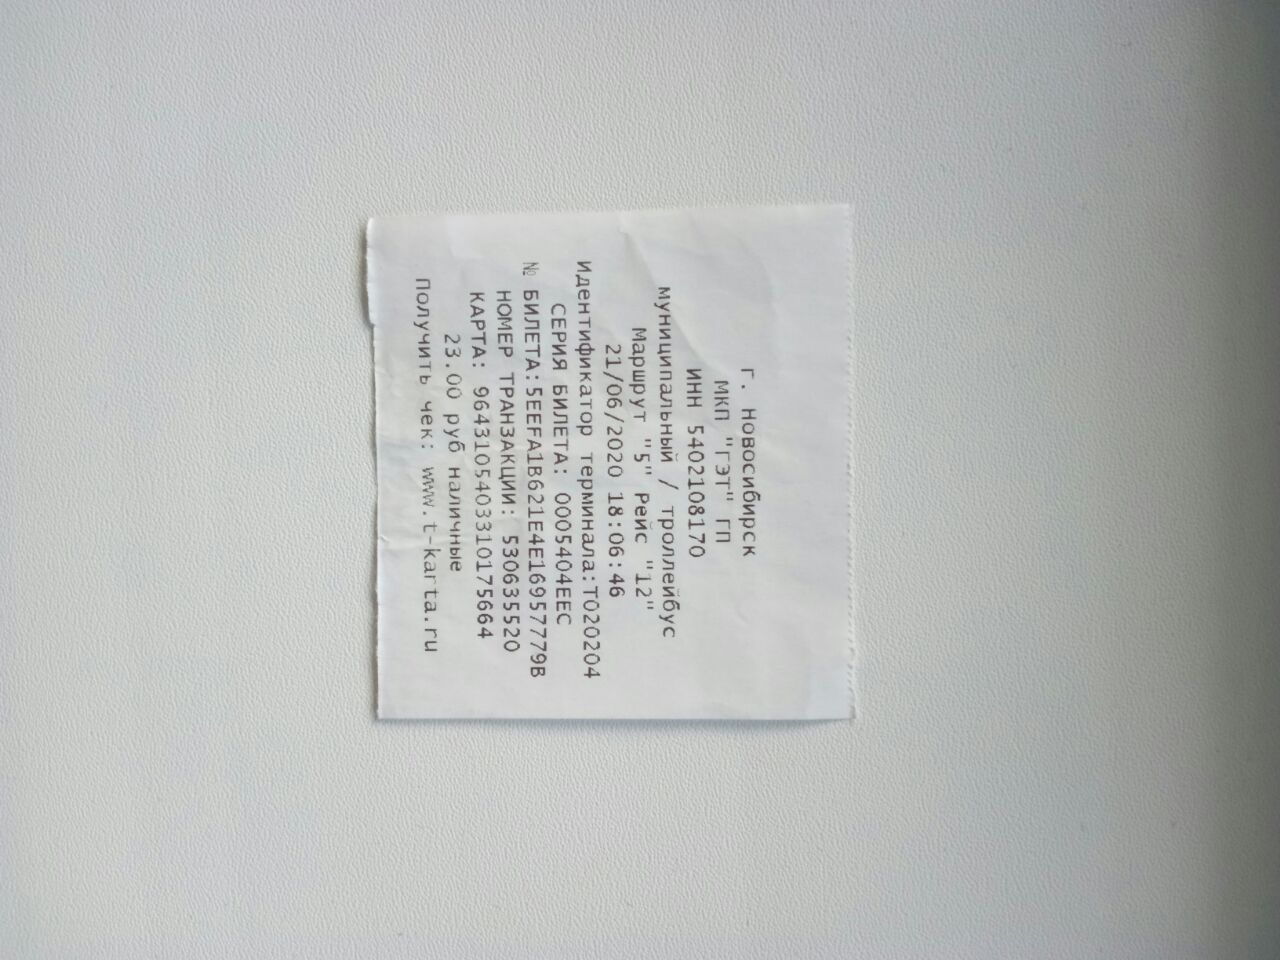 г. Новосибирск
МКП "ГЭТ" ГП
ИНН 5402108170
муниципальный / троллейбус
Маршрут "5" Рейс "12"
21/06/2020 18:06:46
Идентификатор терминала:T020204
СЕРИЯ БИЛЕТА: 0005404EEC
№ БИЛЕТА:5EEFA1B621E4E16957779B
НОМЕР ТРАНЗАКЦИИ: 530635520
КАРТА: 9643105403310175664
23.00 руб наличные
Получить чек: www.t-karta.ru